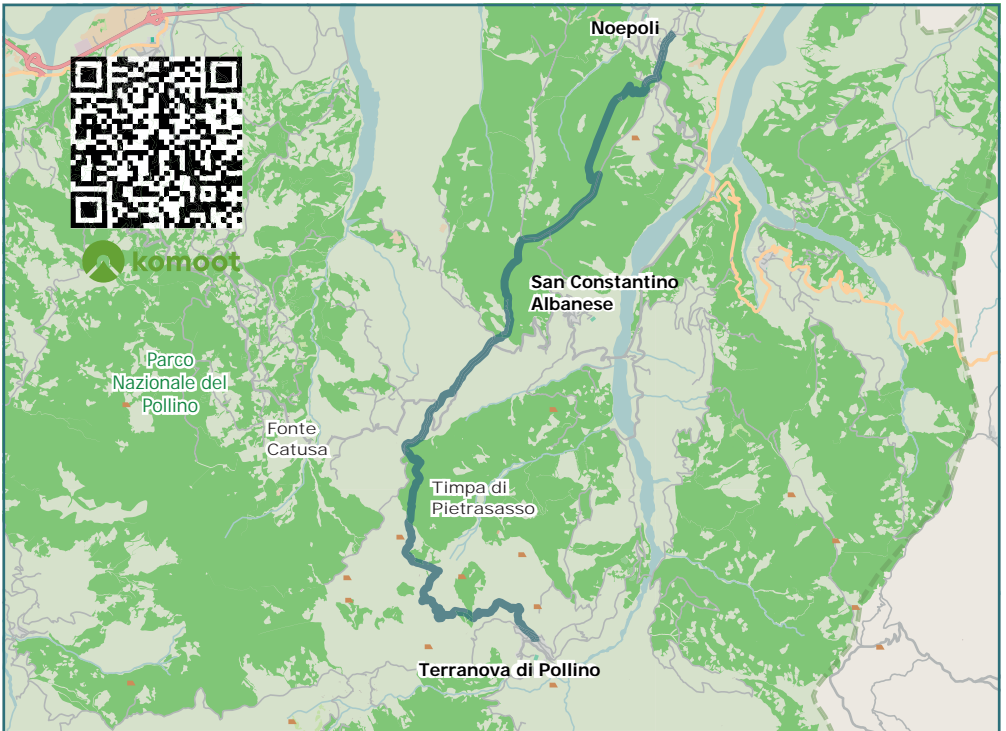 Noepoli
komoot
San Constantino
Albanese
Parco
Nazionale del
Pollino
Fonte
Catusa
Timpa di
Pietrasasso
Terranova di Pollino